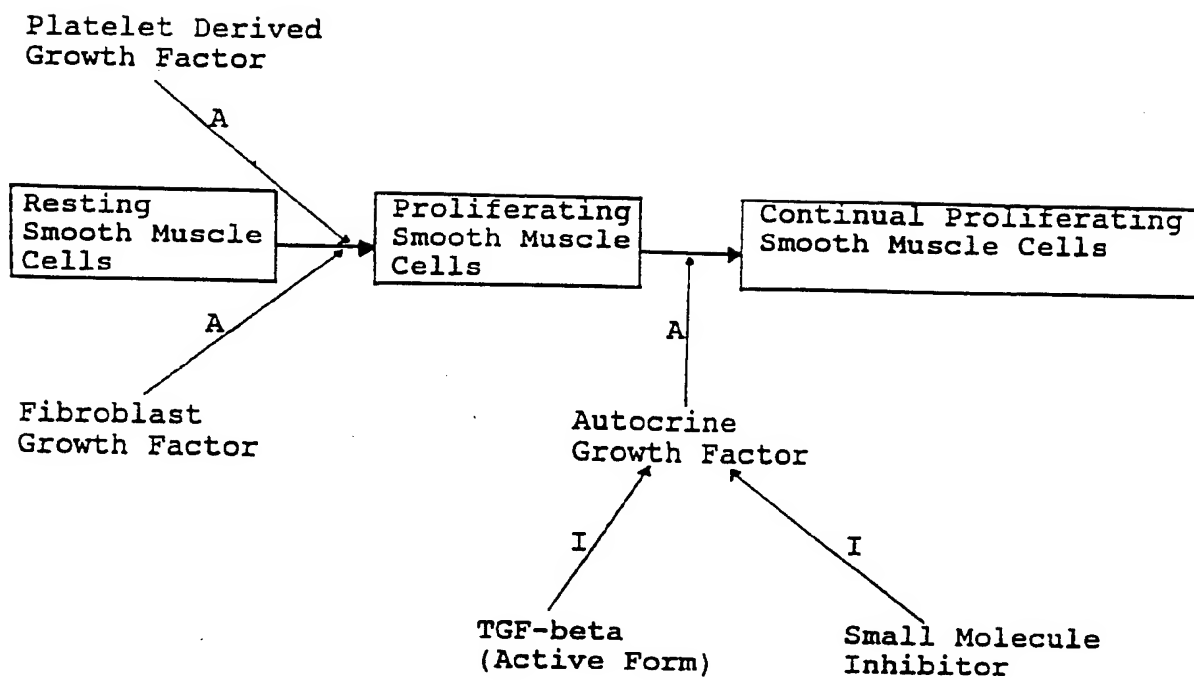 Platelet Derived
Growth Factor
A
Resting
Smooth Muscle
Cells
Proliferating
Smooth Muscle
Cells
Continual Proliferating
Smooth Muscle Cells
A
A
Fibroblast
Growth Factor
Autocrine
Growth Factor
I
I
TGF-beta
(Active Form)
Small Molecule
Inhibitor